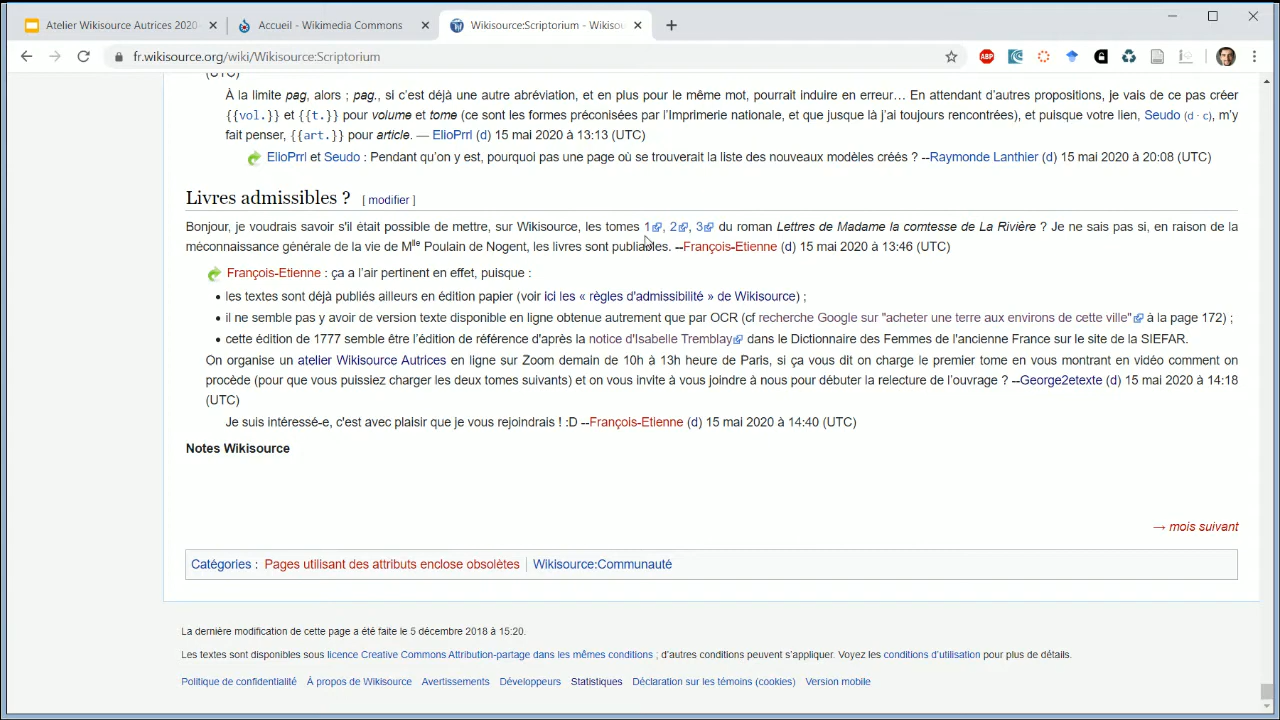 Atelier Wikisource Autrices 2020
Accueil - Wikimedia Commons
Wikisource:Scriptorium - Wikisou
fr.wikisource.org/wiki/Wikisource:Scriptorium
ABP
(UTC)
À la limite pag, alors ; pag., si c'est déjà une autre abréviation, et en plus pour le même mot, pourrait induire en erreur… En attendant d'autres propositions, je vais de ce pas créer
{{vol.}} et {{t.}} pour volume et tome (ce sont les formes préconisées par l'Imprimerie nationale, et que jusque là j'ai toujours rencontrées), et puisque votre lien, Seudo (d · c), m'y
fait penser, {{art.}} pour article. — ElioPrrl (d) 15 mai 2020 à 13:13 (UTC)
ElioPrrl et Seudo : Pendant qu'on y est, pourquoi pas une page où se trouverait la liste des nouveaux modèles créés ? --Raymonde Lanthier (d) 15 mai 2020 à 20:08 (UTC)
Livres admissibles ? [ modifier ]
Bonjour, je voudrais savoir s'il était possible de mettre, sur Wikisource, les tomes 1, 2, 3 du roman Lettres de Madame la comtesse de La Rivière ? Je ne sais pas si, en raison de la
méconnaissance générale de la vie de Mlle Poulain de Nogent, les livres sont publiables. --François-Etienne (d) 15 mai 2020 à 13:46 (UTC)
François-Etienne : ça a l'air pertinent en effet, puisque :
• les textes sont déjà publiés ailleurs en édition papier (voir ici les « règles d'admissibilité » de Wikisource) ;
• il ne semble pas y avoir de version texte disponible en ligne obtenue autrement que par OCR (cf recherche Google sur "acheter une terre aux environs de cette ville" à la page 172) ;
• cette édition de 1777 semble être l'édition de référence d'après la notice d'Isabelle Tremblay dans le Dictionnaire des Femmes de l'ancienne France sur le site de la SIEFAR.
On organise un atelier Wikisource Autrices en ligne sur Zoom demain de 10h à 13h heure de Paris, si ça vous dit on charge le premier tome en vous montrant en vidéo comment on
procède (pour que vous puissiez charger les deux tomes suivants) et on vous invite à vous joindre à nous pour débuter la relecture de l'ouvrage ? --George2etexte (d) 15 mai 2020 à 14:18
(UTC)
Je suis intéressé-e, c'est avec plaisir que je vous rejoindrais ! :D --François-Etienne (d) 15 mai 2020 à 14:40 (UTC)
Notes Wikisource
→ mois suivant
Catégories : Pages utilisant des attributs enclose obsolètes | Wikisource:Communauté
La dernière modification de cette page a été faite le 5 décembre 2018 à 15:20.
Les textes sont disponibles sous licence Creative Commons Attribution-partage dans les mêmes conditions ; d'autres conditions peuvent s'appliquer. Voyez les conditions d'utilisation pour plus de détails.
Politique de confidentialité À propos de Wikisource Avertissements Développeurs Statistiques Déclaration sur les témoins (cookies) Version mobile